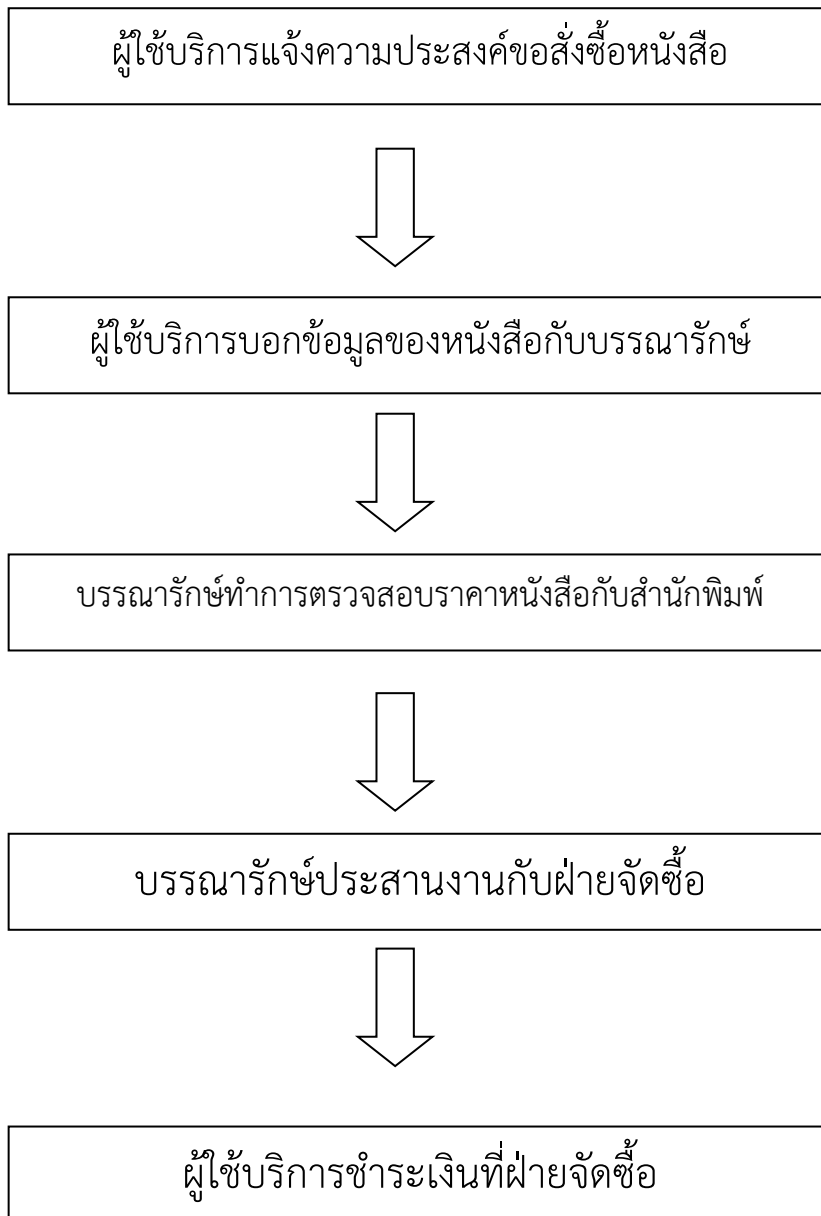 ผู้ใช้บริการแจ้งความประสงค์ขอสั่งซื้อหนังสือ
ผู้ใช้บริการบอกข้อมูลของหนังสือกับบรรณารักษ์
บรรณารักษ์ทำการตรวจสอบราคาหนังสือกับสำนักพิมพ์
บรรณารักษ์ประสานงานกับฝ่ายจัดซื้อ
ผู้ใช้บริการชำระเงินที่ฝ่ายจัดซื้อ